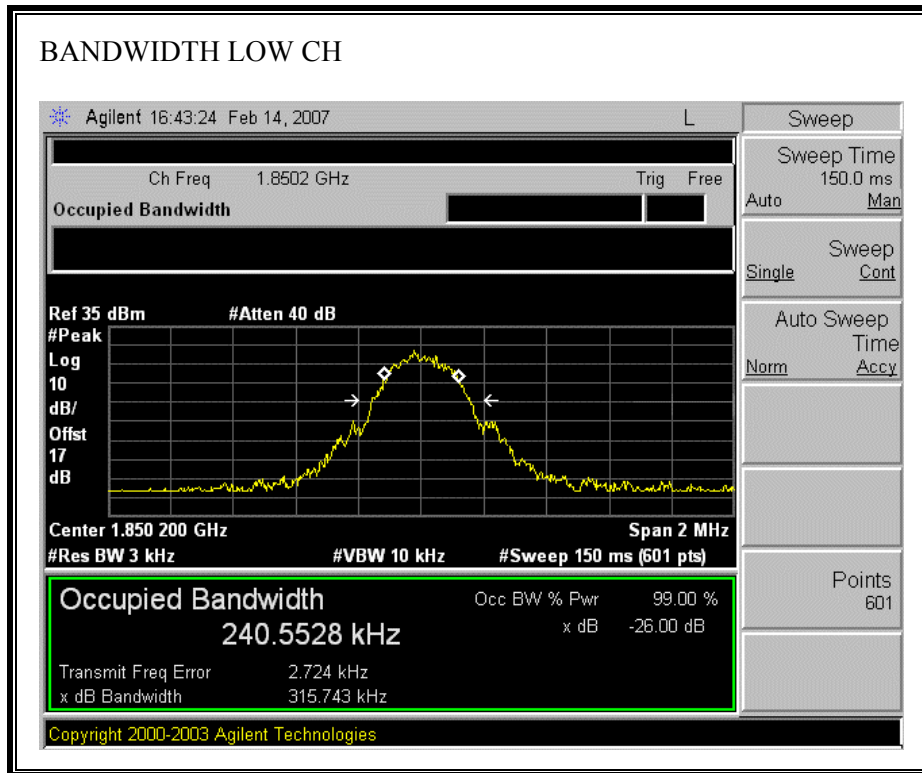 BANDWIDTH LOW CH
Agilent 16:43:24 Feb 14, 2007 L
Sweep
Ch Freq 1.8502 GHz Trig Free
Occupied Bandwidth
Sweep Time
150.0 ms
Auto Man
Sweep
Single Cont
Auto Sweep
Time
Norm Accy
Points
601
Ref 35 dBm #Atten 40 dB
#Peak
Log
10
dB/
Offst
17
dB
Center 1.850 200 GHz Span 2 MHz
#Res BW 3 kHz #VBW 10 kHz #Sweep 150 ms (601 pts)
Occupied Bandwidth Occ BW % Pwr 99.00 %
240.5528 kHz x dB -26.00 dB
Transmit Freq Error 2.724 kHz
x dB Bandwidth 315.743 kHz
Copyright 2000-2003 Agilent Technologies